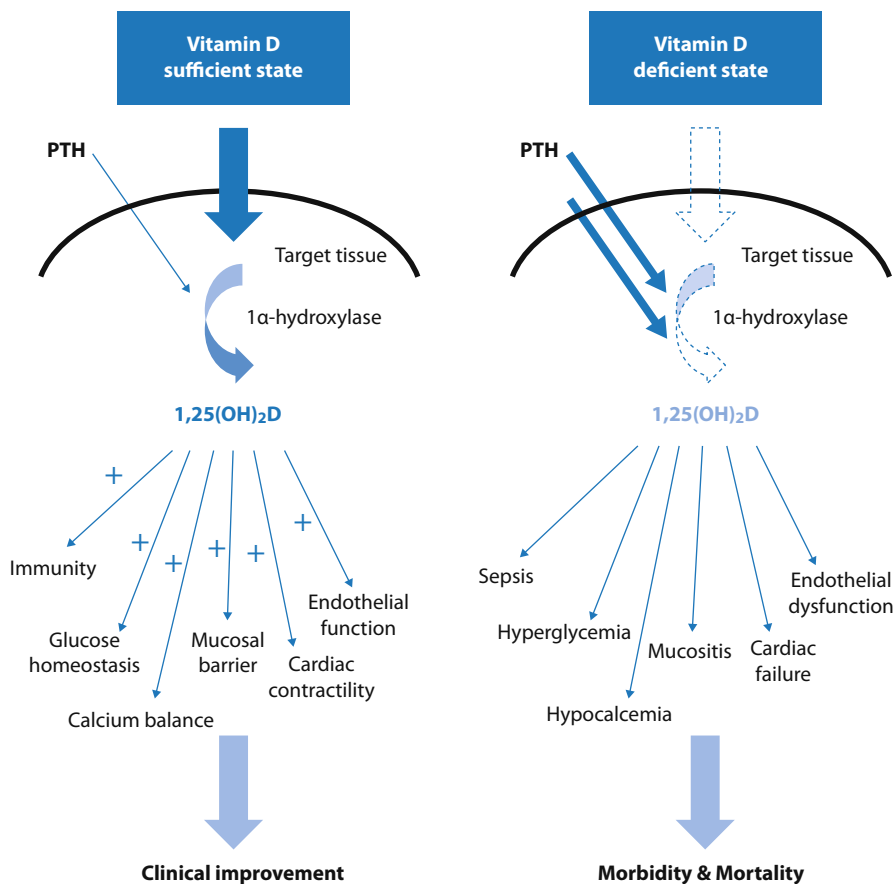 Vitamin D
sufficient state
PTH
Target tissue
1α-hydroxylase
1,25(OH)₂D
+
+
+
+
+
+
Immunity
Glucose
homeostasis
Calcium balance
Mucosal
barrier
Cardiac
contractility
Endothelial
function
Clinical improvement
Vitamin D
deficient state
PTH
Target tissue
1α-hydroxylase
1,25(OH)₂D
Sepsis
Hyperglycemia
Hypocalcemia
Mucositis
Cardiac
failure
Endothelial
dysfunction
Morbidity & Mortality